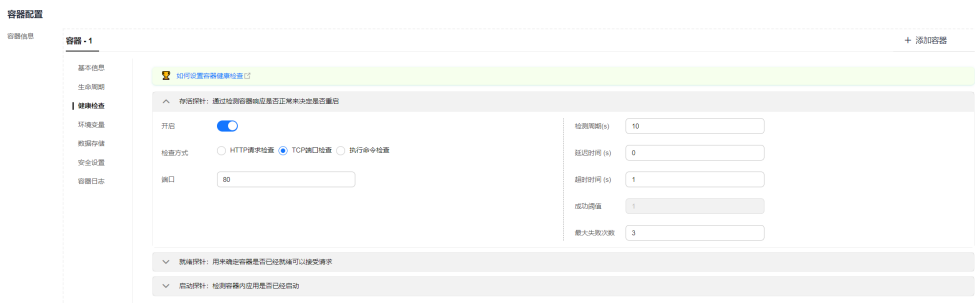 容器配置
容器信息
容器 - 1
+ 添加容器
基本信息
生命周期
健康检查
环境变量
数据存储
安全设置
容器日志
如何设置容器健康检查
存活探针：通过检测容器响应是否正常来决定是否重启
开启
检查方式
HTTP请求检查 TCP端口检查 执行命令检查
端口
80
检测周期(s)
10
延迟时间 (s)
0
超时时间 (s)
1
成功阈值
1
最大失败次数
3
就绪探针：用来确定容器是否已经就绪可以接受请求
启动探针：检测容器内应用是否已经启动